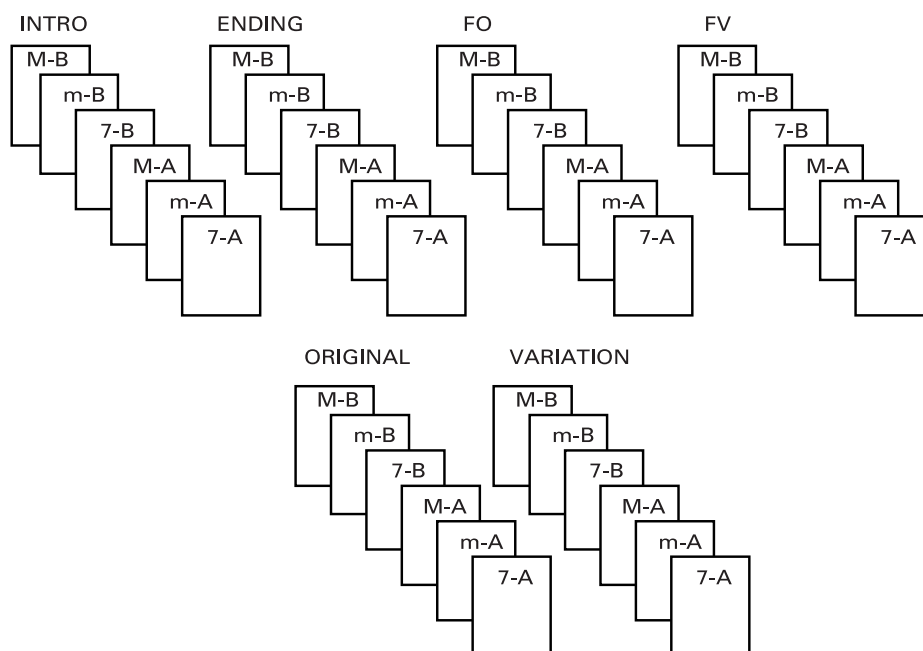 INTRO ENDING FO FV
M-B M-B M-B M-B
m-B m-B m-B m-B
7-B 7-B 7-B 7-B
M-A M-A M-A M-A
m-A m-A m-A m-A
7-A 7-A 7-A 7-A
ORIGINAL VARIATION
M-B M-B
m-B m-B
7-B 7-B
M-A M-A
m-A m-A
7-A 7-A